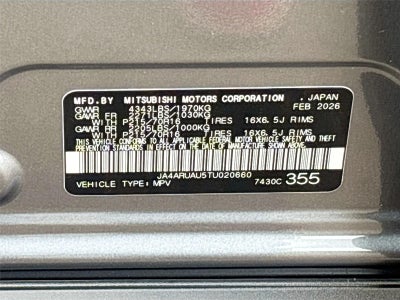 MFD.BY MITSUBISHI MOTORS CORPORATION, JAPAN
GVWR 4343LBS/1970KG FEB 2026
GAWR FR 2271LBS/1030KG
WITH P215/70R16 TIRES 16X6.5J RIMS
GAWR RR 2205LBS/1000KG
WITH P215/70R16 TIRES 16X6.5J RIMS
THIS VEHICLE CONFORMS TO ALL APPLICABLE FEDERAL MOTOR VEHICLE SAFETY AND THEFT PREVENTION STANDARDS IN EFFECT ON THE DATE OF MANUFACTURE SHOWN ABOVE.
JA4ARUAU5TU020660
VEHICLE TYPE: MPV 7430C 355